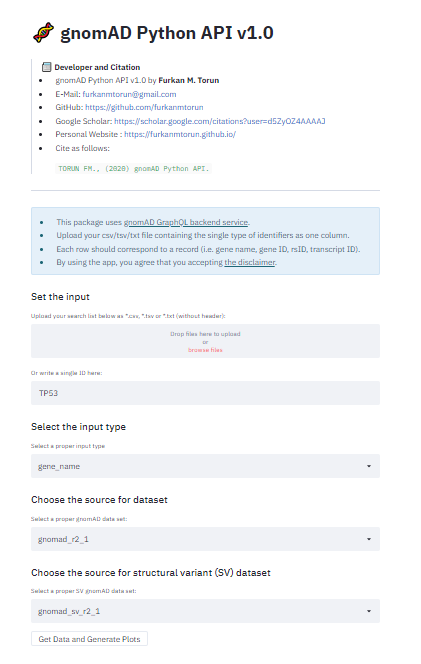 gnomAD Python API v1.0
Developer and Citation
gnomAD Python API v1.0 by Furkan M. Torun
E-Mail: furkanmtorun@gmail.com
GitHub: https://github.com/furkanmtorun
Google Scholar: https://scholar.google.com/citations?user=d5ZyOZ4AAAAJ
Personal Website : https://furkanmtorun.github.io/
Cite as follows:
TORUN FM., (2020) gnomAD Python API.
This package uses gnomAD GraphQL backend service.
Upload your csv/tsv/txt file containing the single type of identifiers as one column.
Each row should correspond to a record (i.e. gene name, gene ID, rsID, transcript ID).
By using the app, you agree that you accepting the disclaimer.
Set the input
Upload your search list below as *.csv, *.tsv or *.txt (without header):
Drop files here to upload
or
browse files
Or write a single ID here:
TP53
Select the input type
Select a proper input type
gene_name
Choose the source for dataset
Select a proper gnomAD data set:
gnomad_r2_1
Choose the source for structural variant (SV) dataset
Select a proper SV gnomAD data set:
gnomad_sv_r2_1
Get Data and Generate Plots